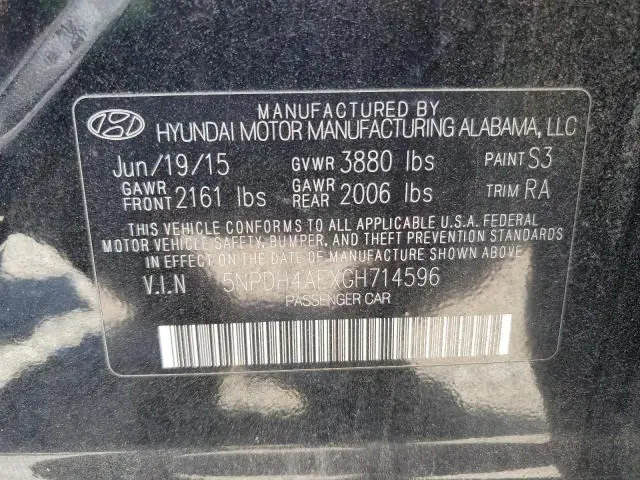 MANUFACTURED BY
HYUNDAI MOTOR MANUFACTURING ALABAMA, LLC
Jun/19/15 GVWR 3880 lbs PAINT S3
GAWR FRONT 2161 lbs GAWR REAR 2006 lbs TRIM RA
THIS VEHICLE CONFORMS TO ALL APPLICABLE U.S.A. FEDERAL
MOTOR VEHICLE SAFETY, BUMPER, AND THEFT PREVENTION STANDARDS
IN EFFECT ON THE DATE OF MANUFACTURE SHOWN ABOVE.
V.I.N 5NPDH4AEXGH714596
PASSENGER CAR